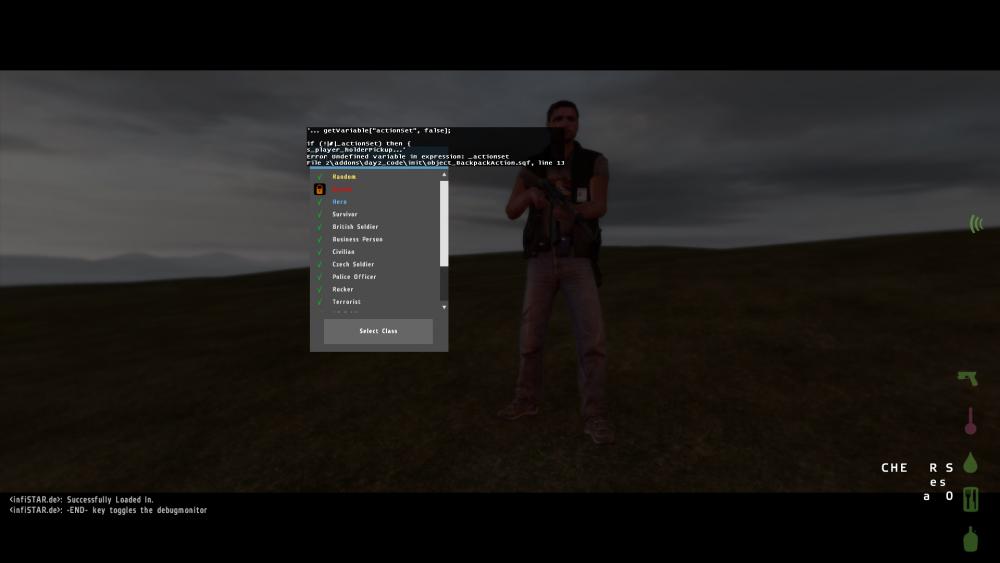 '... getVariable["actionSet", false];
if (!|#|_actionSet) then {
s_player_holderPickup...'
Error Undefined variable in expression: _actionset
File z\addons\dayz_code\init\object_BackpackAction.sqf, line 13
Random
Hero
Survivor
British Soldier
Business Person
Civilian
Czech Soldier
Police Officer
Rocker
Terrorist
Select Class
CHE R S
es
a O
<infiSTAR.de>: Successfully Loaded In.
<infiSTAR.de>: -END- key toggles the debugmonitor